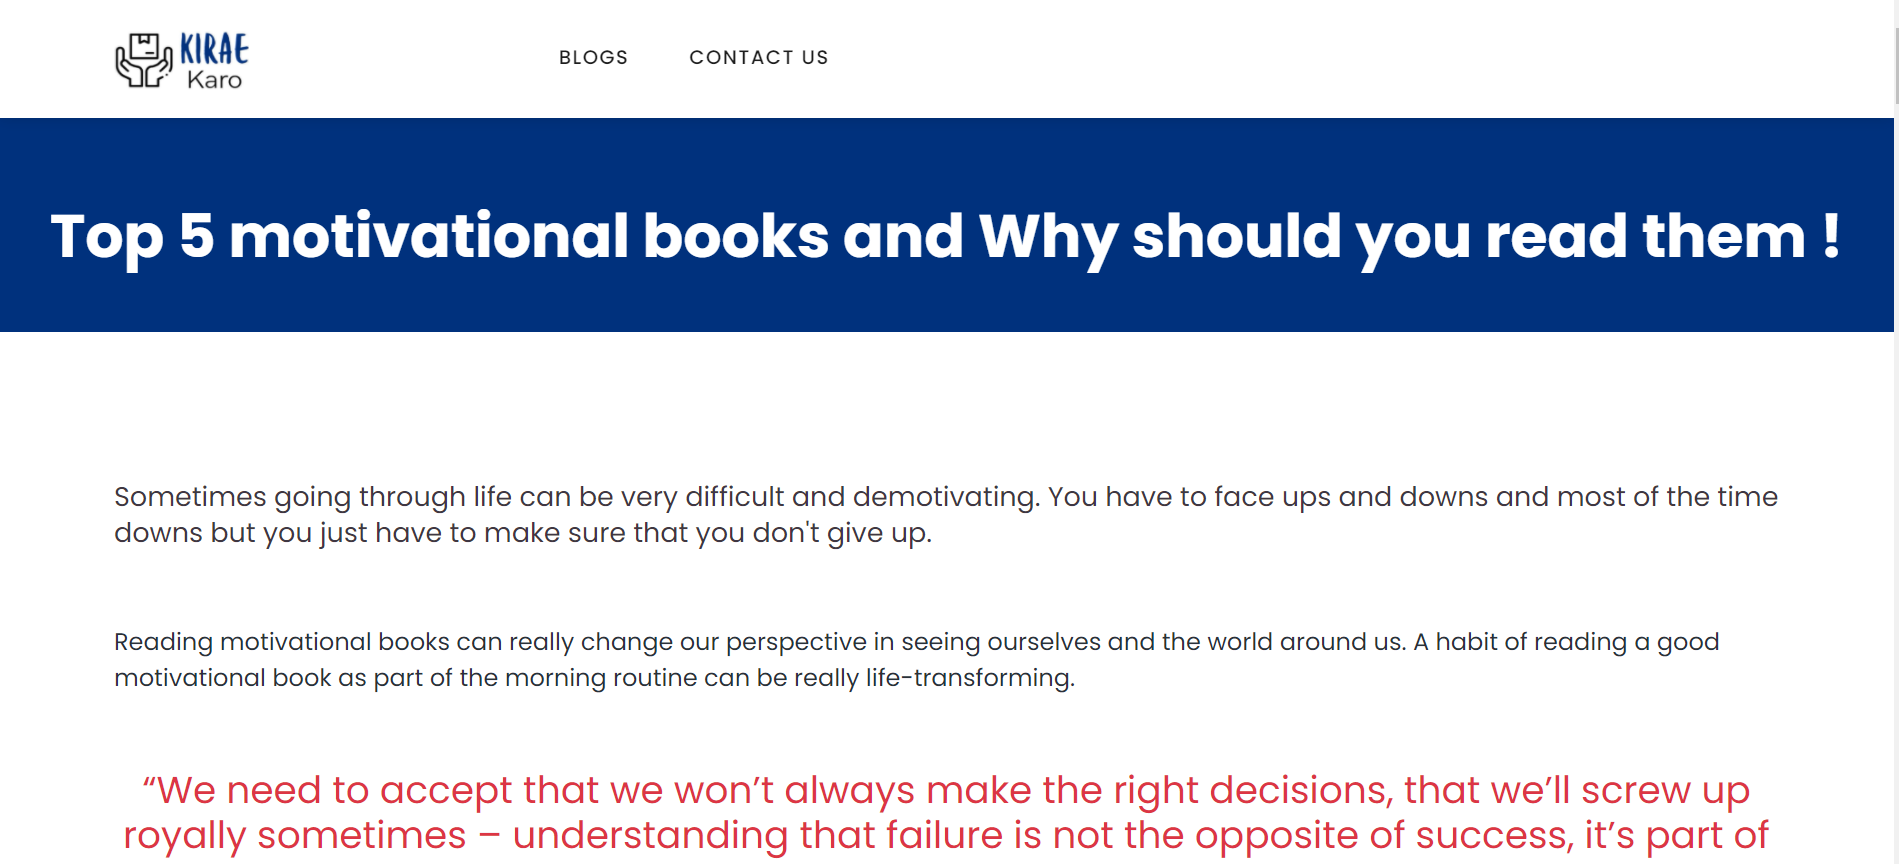 KIRAE
Karo
BLOGS
CONTACT US
Top 5 motivational books and Why should you read them !
Sometimes going through life can be very difficult and demotivating. You have to face ups and downs and most of the time
downs but you just have to make sure that you don't give up.
Reading motivational books can really change our perspective in seeing ourselves and the world around us. A habit of reading a good
motivational book as part of the morning routine can be really life-transforming.
“We need to accept that we won’t always make the right decisions, that we’ll screw up
royally sometimes – understanding that failure is not the opposite of success, it’s part of